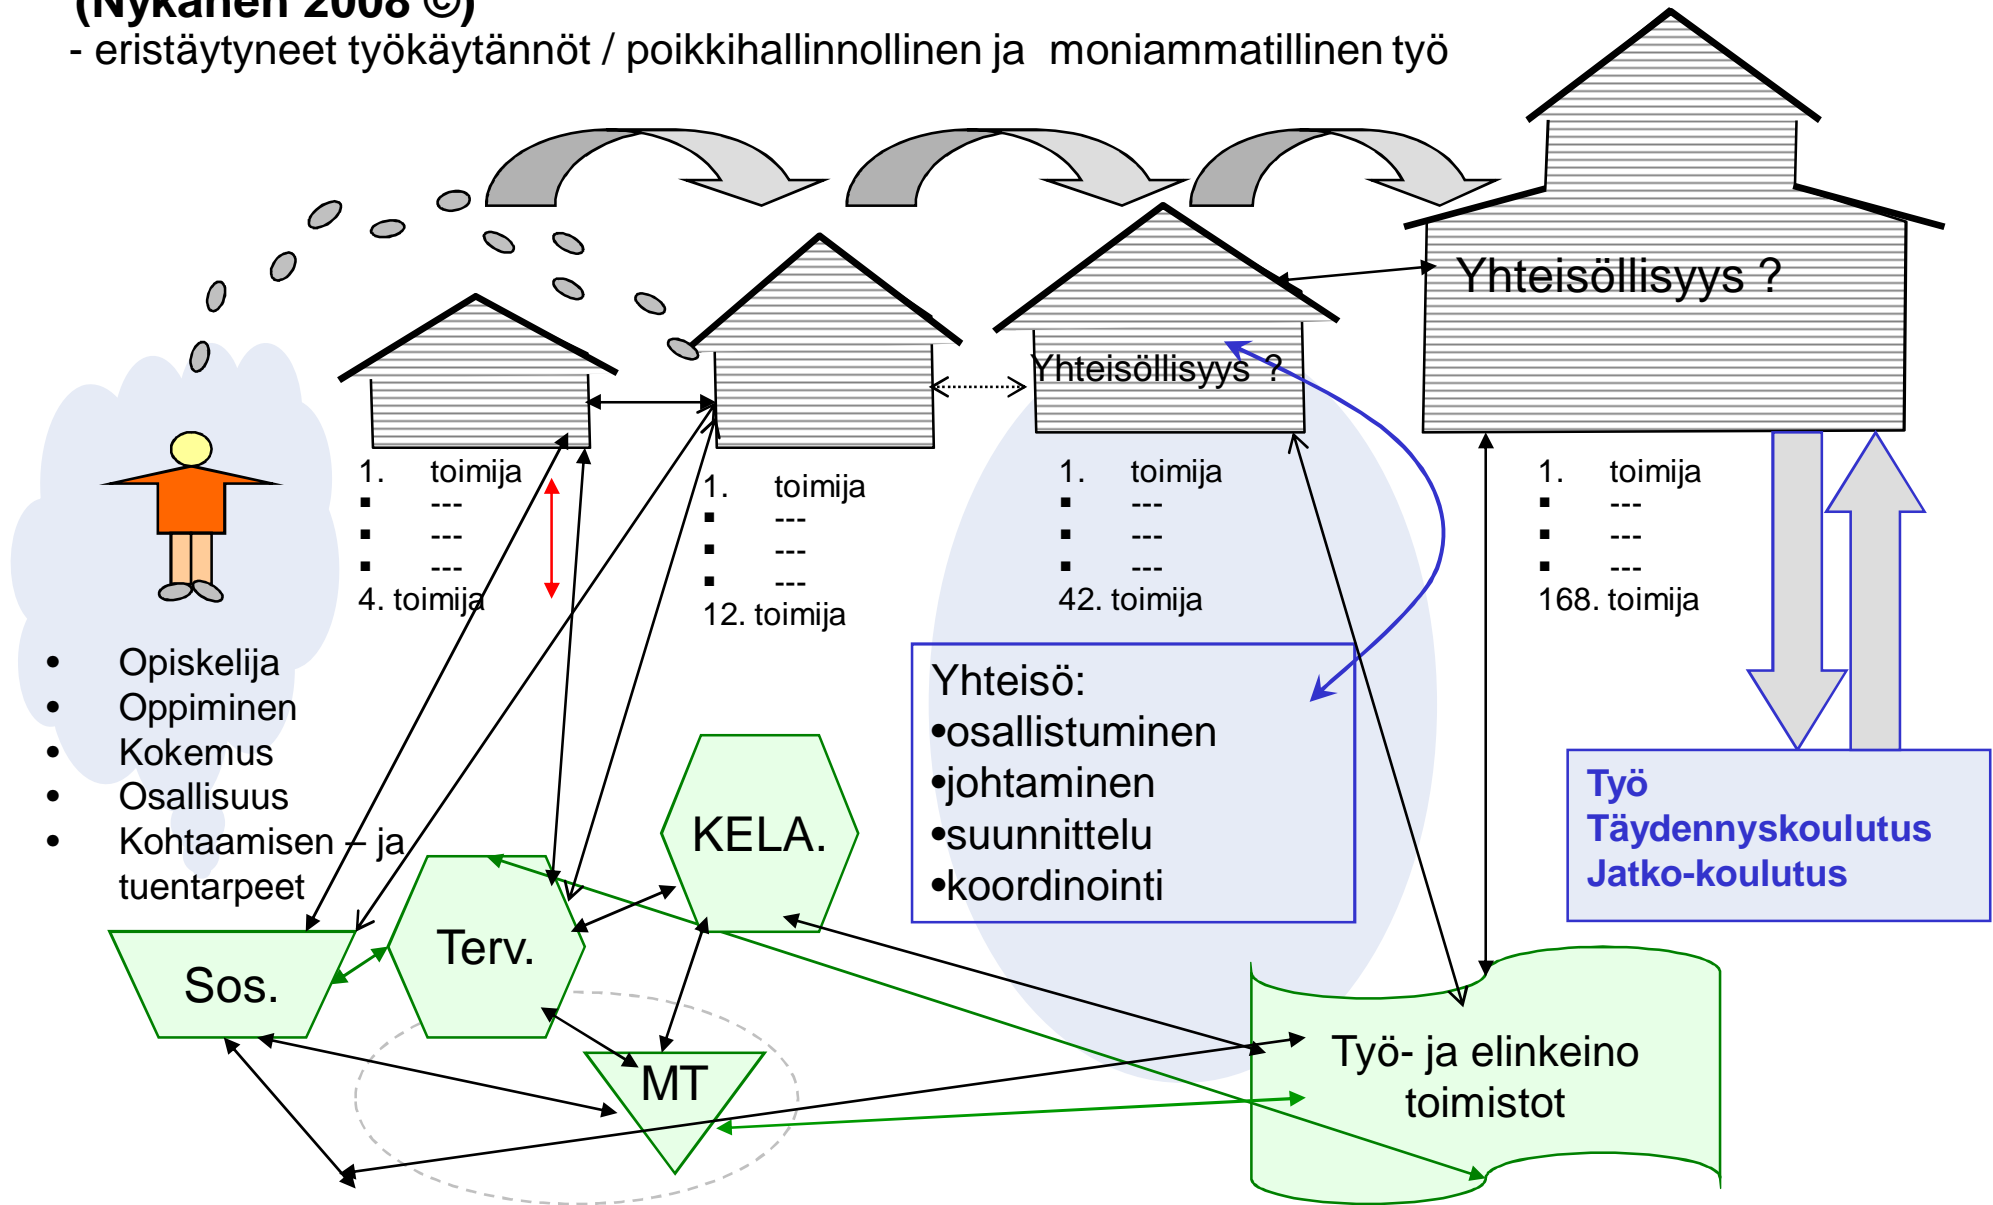 (Nykänen 2008 ©)
- eristäytyneet työkäytännöt / poikkihallinnollinen ja moniammatillinen työ
Yhteisöllisyys ?
Yhteisöllisyys ?
1. toimija
▪ ---
▪ ---
▪ ---
4. toimija
1. toimija
▪ ---
▪ ---
▪ ---
12. toimija
1. toimija
▪ ---
▪ ---
▪ ---
42. toimija
1. toimija
▪ ---
▪ ---
▪ ---
168. toimija
• Opiskelija
• Oppiminen
• Kokemus
• Osallisuus
• Kohtaamisen – ja
tuentarpeet
Yhteisö:
•osallistuminen
•johtaminen
•suunnittelu
•koordinointi
Työ
Täydennyskoulutus
Jatko-koulutus
KELA.
Terv.
Sos.
MT
Työ- ja elinkeino
toimistot